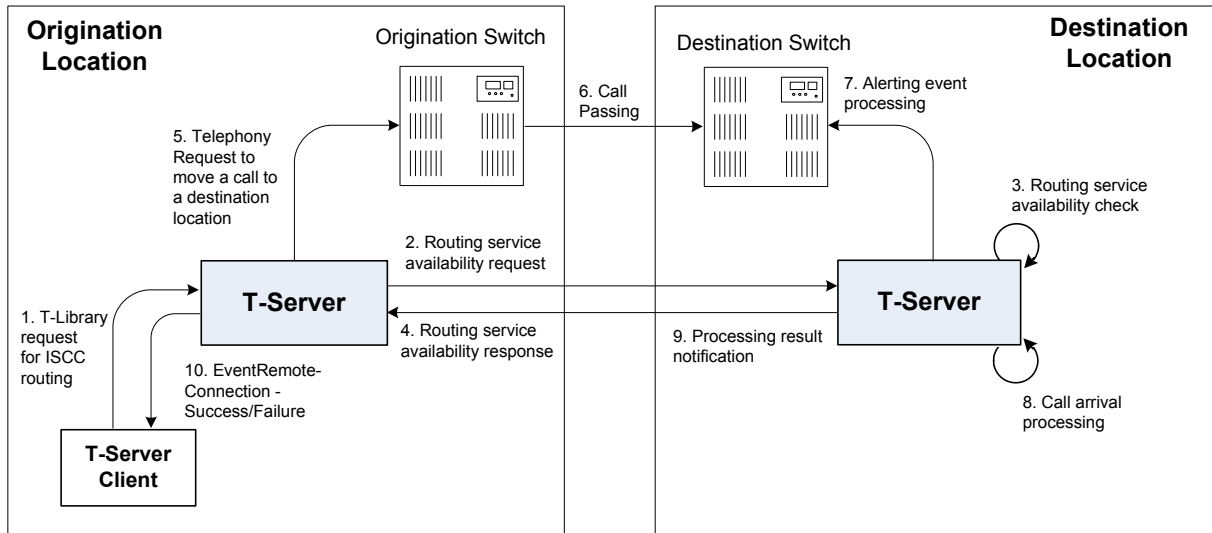 Origination
Location
Origination Switch
Destination Switch
Destination
Location
6. Call
Passing
7. Alerting event
processing
5. Telephony
Request to
move a call to
a destination
location
3. Routing service
availability check
2. Routing service
availability request
T-Server
T-Server
1. T-Library
request
for ISCC
routing
4. Routing service
availability response
9. Processing result
notification
10. EventRemote-
Connection -
Success/Failure
8. Call arrival
processing
T-Server
Client